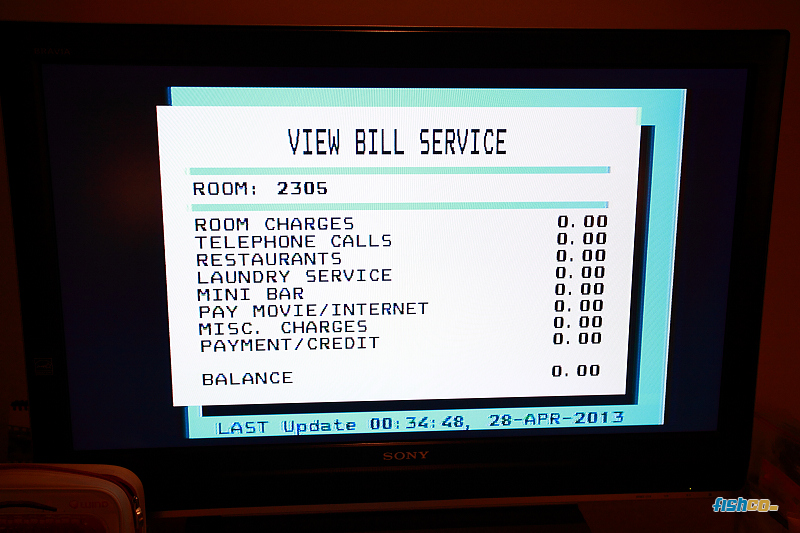 VIEW BILL SERVICE
ROOM: 2305
ROOM CHARGES 0.00
TELEPHONE CALLS 0.00
RESTAURANTS 0.00
LAUNDRY SERVICE 0.00
MINI BAR 0.00
PAY MOVIE/INTERNET 0.00
MISC. CHARGES 0.00
PAYMENT/CREDIT 0.00
BALANCE 0.00
LAST Update 00:34:48, 28-APR-2013
SONY
fishco